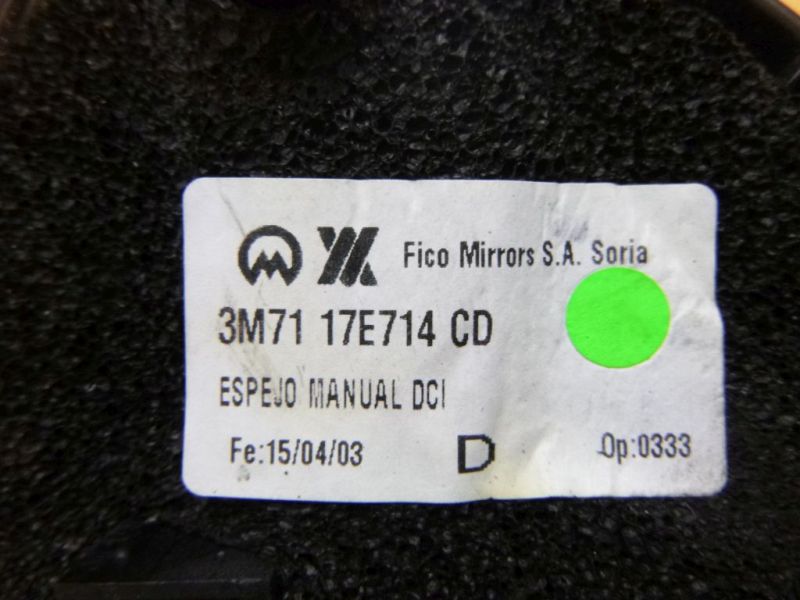 Fico Mirrors S.A. Soria
3M71 17E714 CD
ESPEJO MANUAL DCI
Fe:15/04/03 D Op:0333